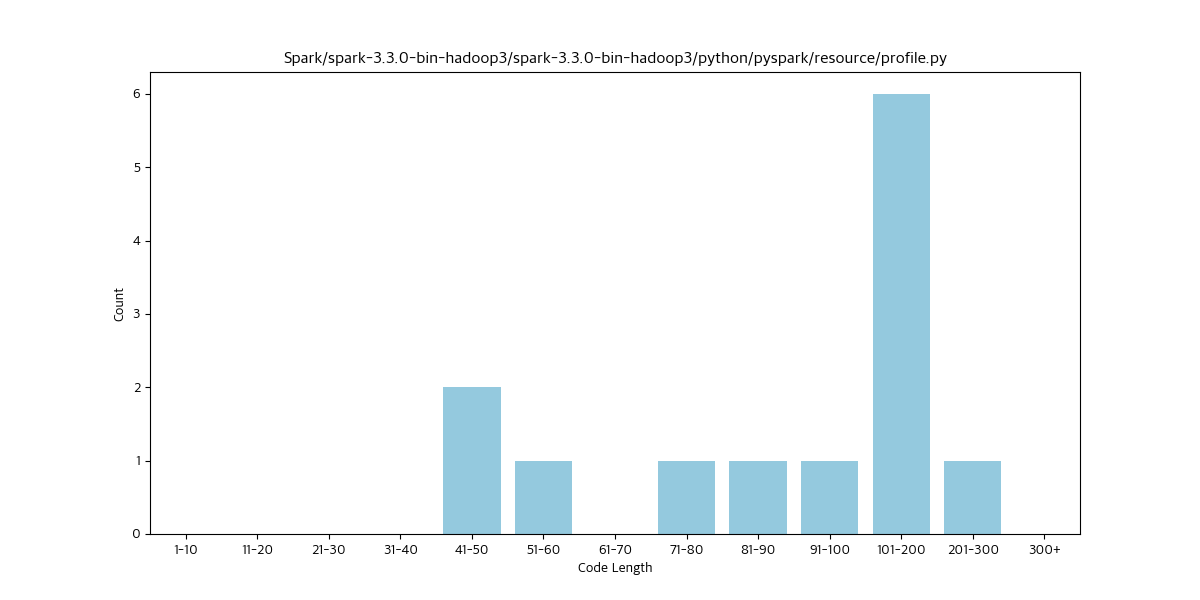 Spark/spark-3.3.0-bin-hadoop3/spark-3.3.0-bin-hadoop3/python/pyspark/resource/profile.py
6
5
4
3
2
1
0
Count
1-10 11-20 21-30 31-40 41-50 51-60 61-70 71-80 81-90 91-100 101-200 201-300 300+
Code Length